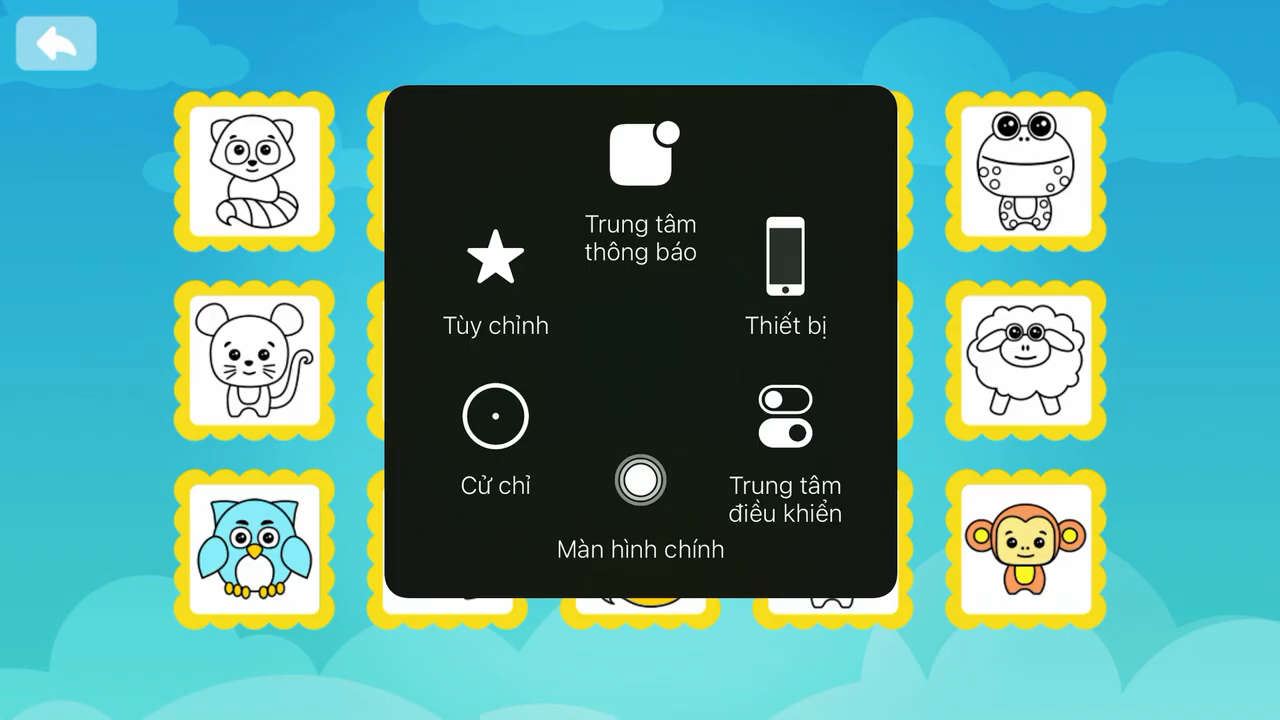 Trung tâm
thông báo
Tùy chỉnh
Thiết bị
Cử chỉ
Trung tâm
điều khiển
Màn hình chính